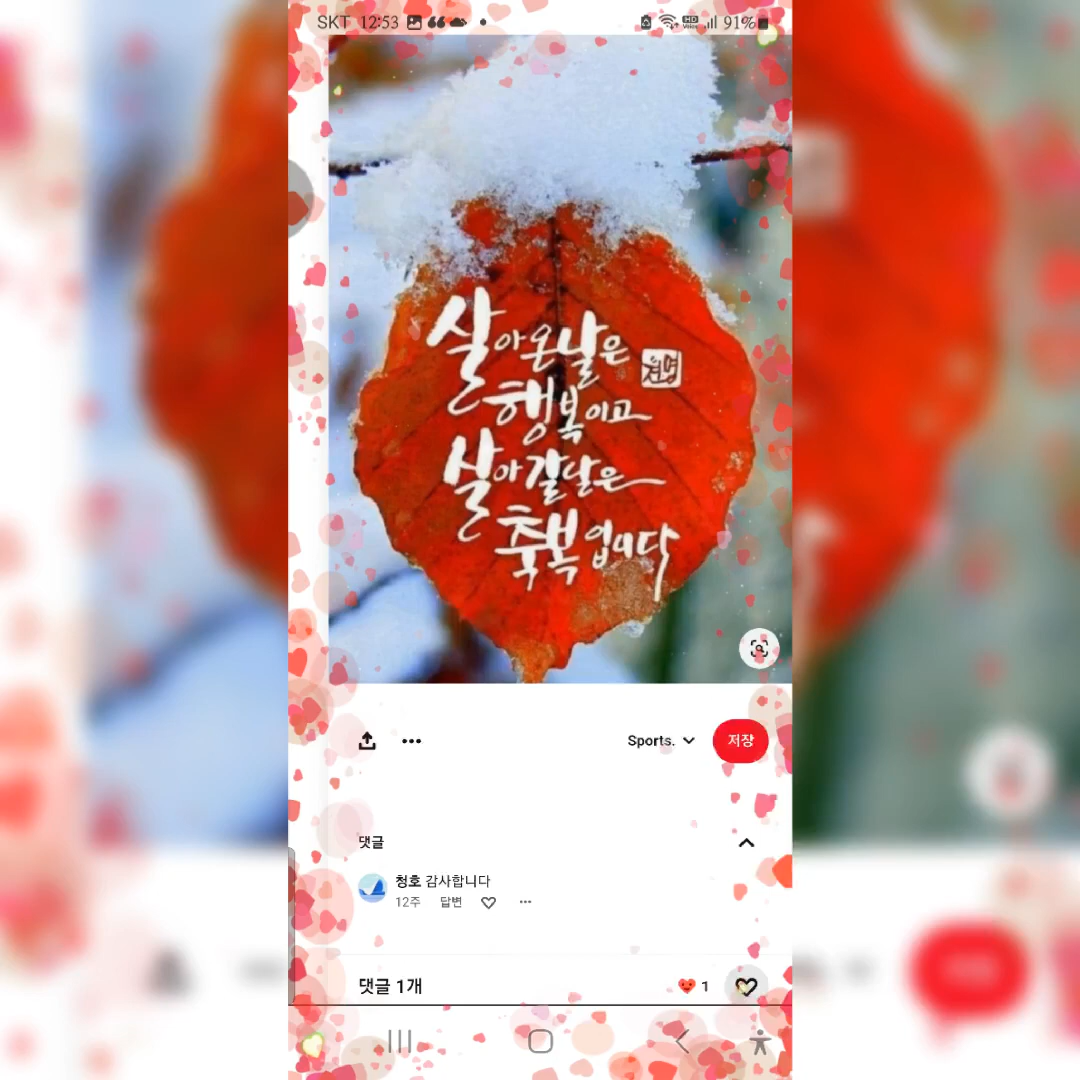 SKT 12:53
91%
살아온날은
행복이고
살아갈날은
축복입니다
Sports.
저장
댓글
청호 감사합니다
12주 답변
댓글 1개
1